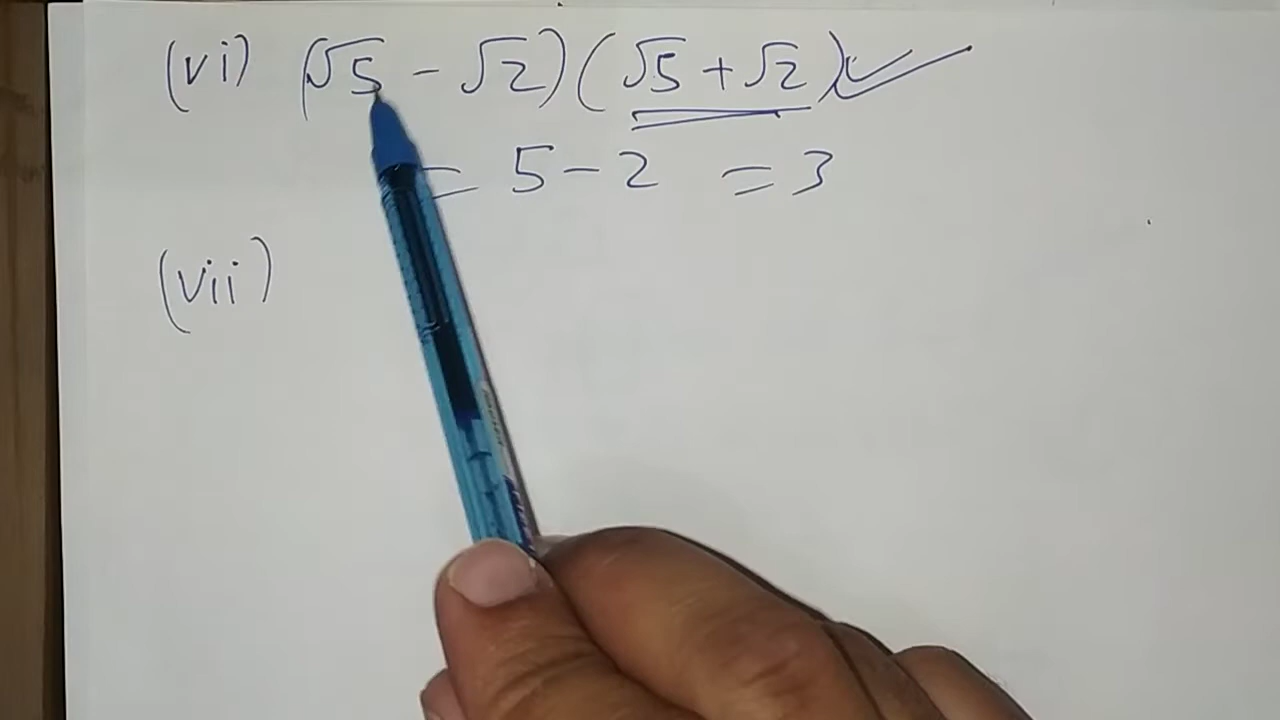 (vi) (√5 - √2)(√5 + √2)
= 5 - 2 = 3
(vii)